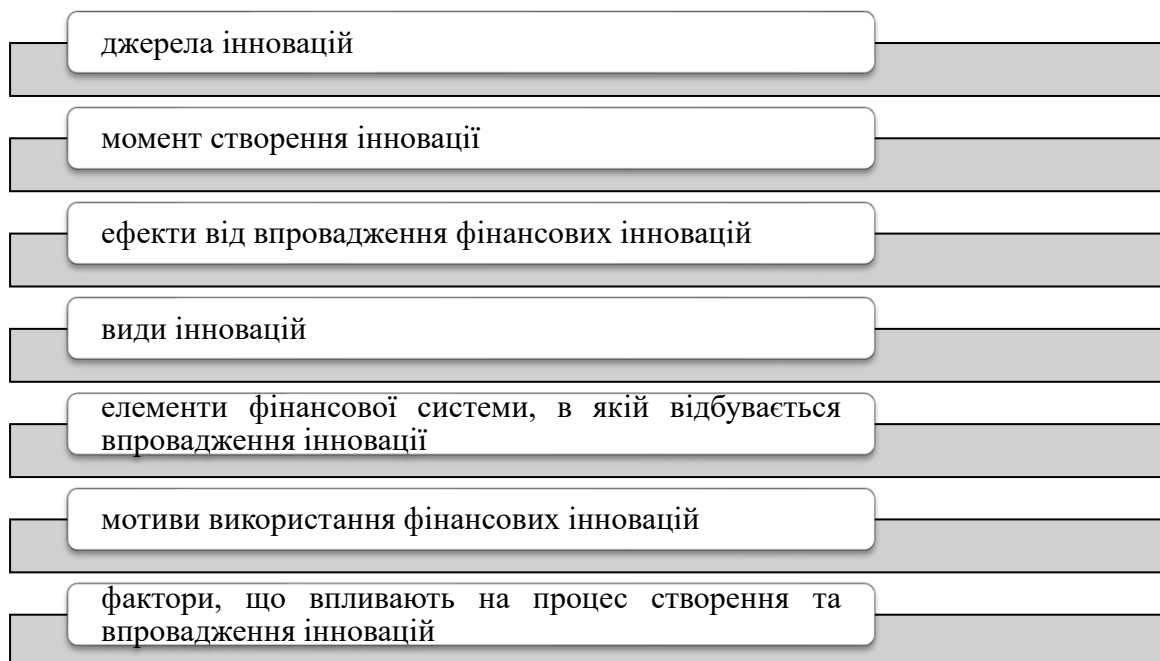 джерела інновацій
момент створення інновації
ефекти від впровадження фінансових інновацій
види інновацій
елементи фінансової системи, в якій відбувається
впровадження інновації
мотиви використання фінансових інновацій
фактори, що впливають на процес створення та
впровадження інновацій